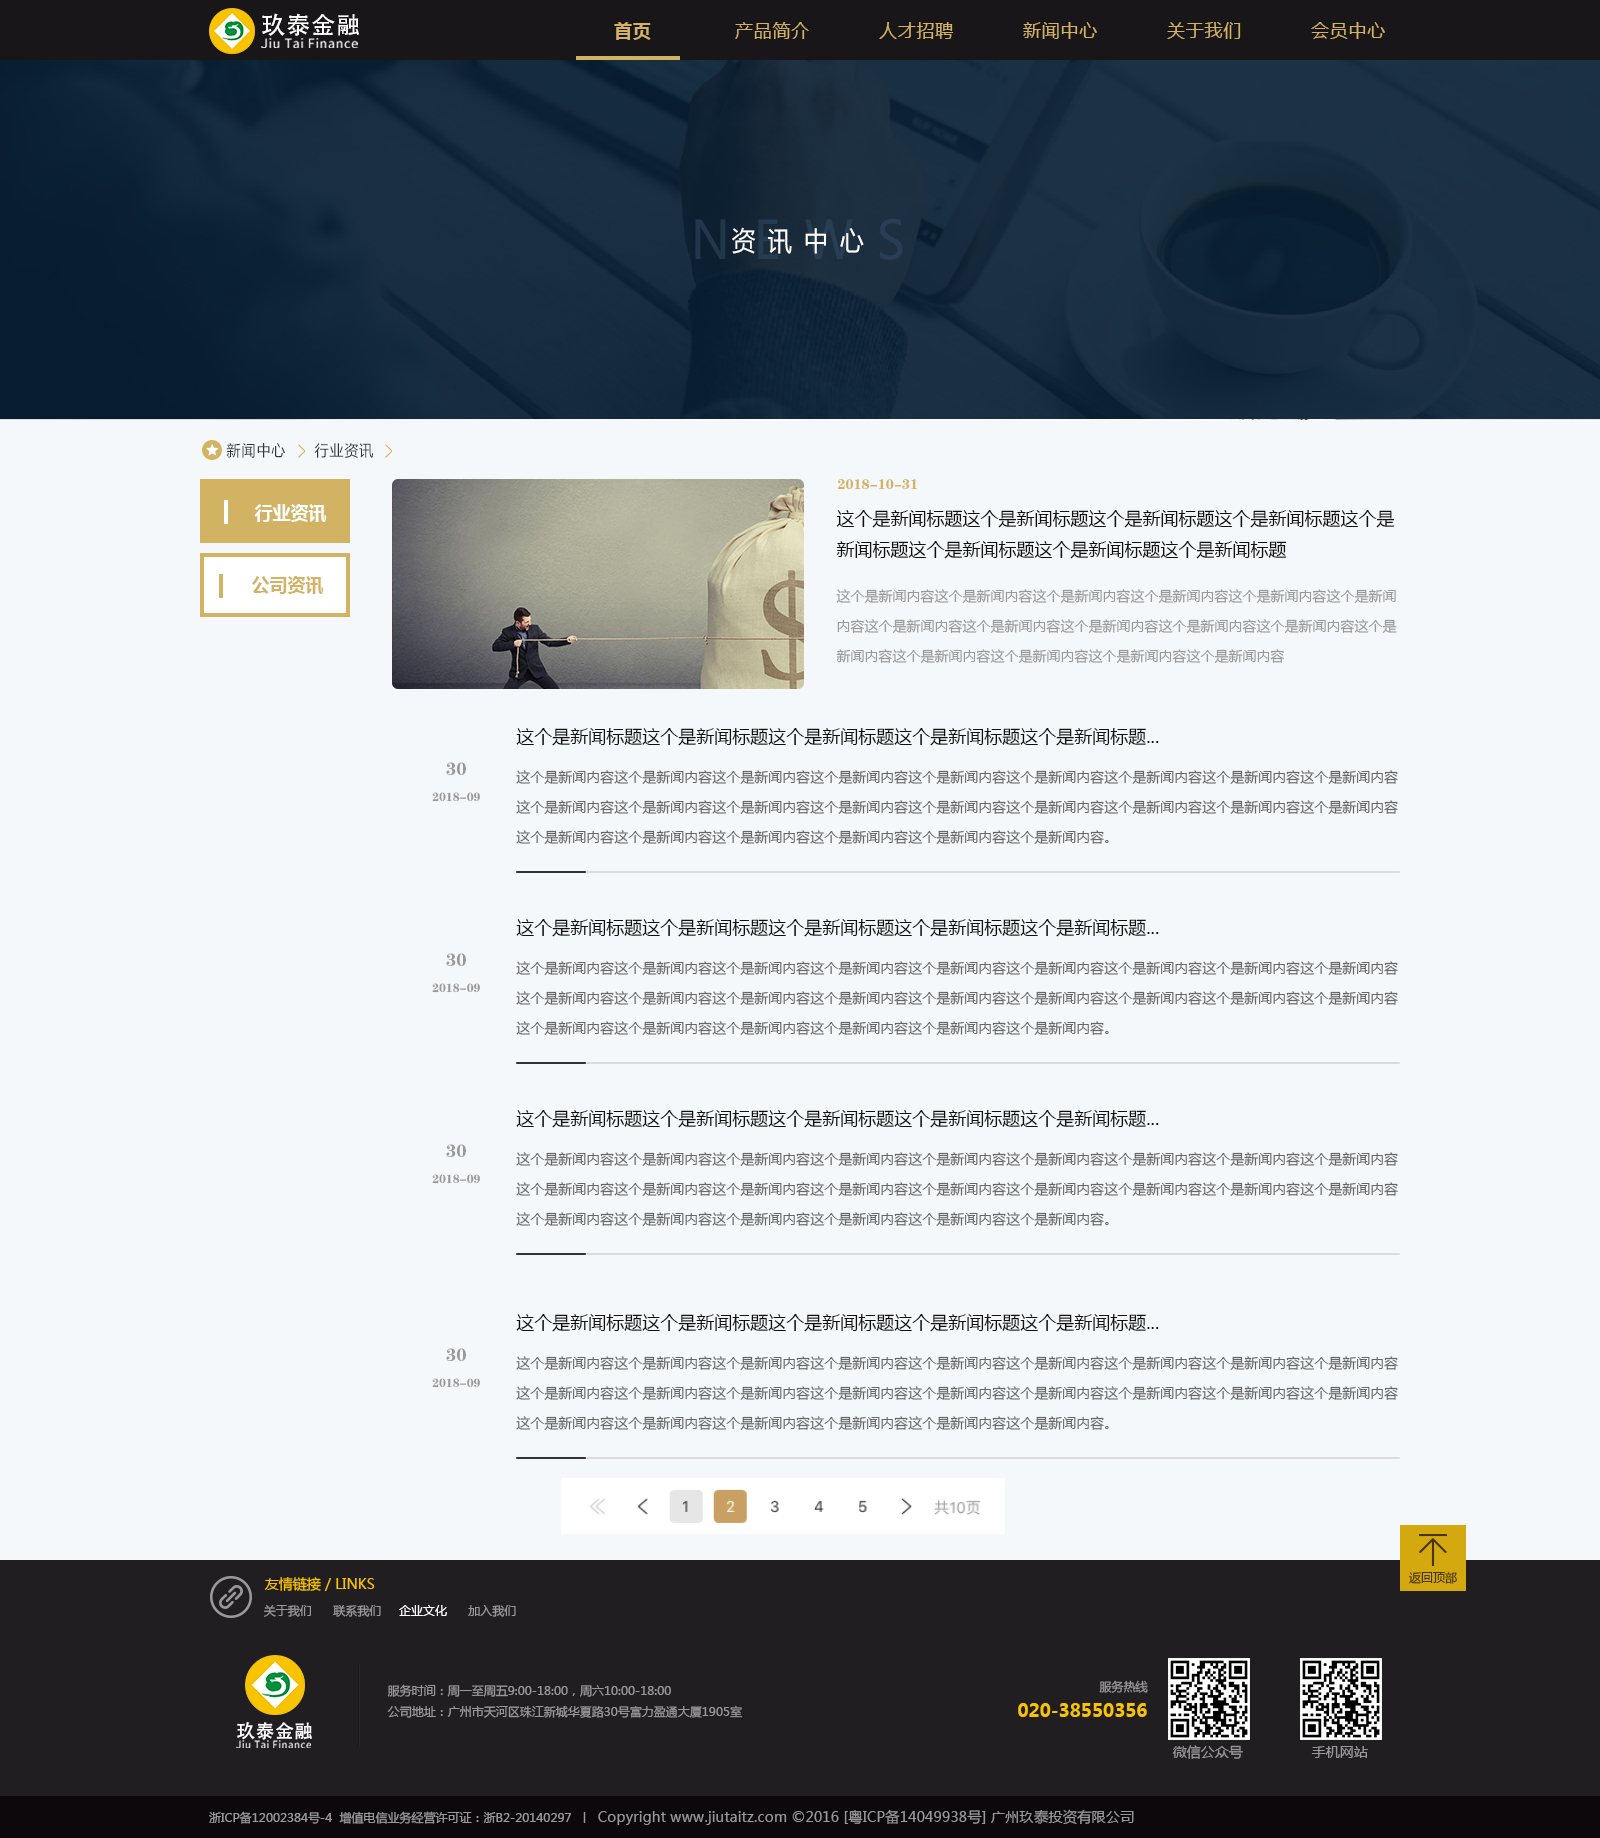 玖泰金融
Jiu Tai Finance
首页
产品简介
人才招聘
新闻中心
关于我们
会员中心
NEWS
资讯中心
新闻中心 > 行业资讯 >
行业资讯
公司资讯
2018-10-31
这个是新闻标题这个是新闻标题这个是新闻标题这个是新闻标题这个是
新闻标题这个是新闻标题这个是新闻标题这个是新闻标题
这个是新闻内容这个是新闻内容这个是新闻内容这个是新闻内容这个是新闻内容这个是新闻
内容这个是新闻内容这个是新闻内容这个是新闻内容这个是新闻内容这个是新闻内容这个是
新闻内容这个是新闻内容这个是新闻内容这个是新闻内容这个是新闻内容
这个是新闻标题这个是新闻标题这个是新闻标题这个是新闻标题这个是新闻标题...
30
2018-09
这个是新闻内容这个是新闻内容这个是新闻内容这个是新闻内容这个是新闻内容这个是新闻内容这个是新闻内容这个是新闻内容这个是新闻内容
这个是新闻内容这个是新闻内容这个是新闻内容这个是新闻内容这个是新闻内容这个是新闻内容这个是新闻内容这个是新闻内容这个是新闻内容
这个是新闻内容这个是新闻内容这个是新闻内容这个是新闻内容这个是新闻内容这个是新闻内容。
这个是新闻标题这个是新闻标题这个是新闻标题这个是新闻标题这个是新闻标题...
30
2018-09
这个是新闻内容这个是新闻内容这个是新闻内容这个是新闻内容这个是新闻内容这个是新闻内容这个是新闻内容这个是新闻内容这个是新闻内容
这个是新闻内容这个是新闻内容这个是新闻内容这个是新闻内容这个是新闻内容这个是新闻内容这个是新闻内容这个是新闻内容这个是新闻内容
这个是新闻内容这个是新闻内容这个是新闻内容这个是新闻内容这个是新闻内容这个是新闻内容。
这个是新闻标题这个是新闻标题这个是新闻标题这个是新闻标题这个是新闻标题...
30
2018-09
这个是新闻内容这个是新闻内容这个是新闻内容这个是新闻内容这个是新闻内容这个是新闻内容这个是新闻内容这个是新闻内容这个是新闻内容
这个是新闻内容这个是新闻内容这个是新闻内容这个是新闻内容这个是新闻内容这个是新闻内容这个是新闻内容这个是新闻内容这个是新闻内容
这个是新闻内容这个是新闻内容这个是新闻内容这个是新闻内容这个是新闻内容这个是新闻内容。
这个是新闻标题这个是新闻标题这个是新闻标题这个是新闻标题这个是新闻标题...
30
2018-09
这个是新闻内容这个是新闻内容这个是新闻内容这个是新闻内容这个是新闻内容这个是新闻内容这个是新闻内容这个是新闻内容这个是新闻内容
这个是新闻内容这个是新闻内容这个是新闻内容这个是新闻内容这个是新闻内容这个是新闻内容这个是新闻内容这个是新闻内容这个是新闻内容
这个是新闻内容这个是新闻内容这个是新闻内容这个是新闻内容这个是新闻内容这个是新闻内容。
1 2 3 4 5 共10页
返回顶部
友情链接 / LINKS
关于我们 联系我们 企业文化 加入我们
玖泰金融
Jiu Tai Finance
服务时间：周一至周五9:00-18:00，周六10:00-18:00
公司地址：广州市天河区珠江新城华夏路30号富力盈通大厦1905室
服务热线
020-38550356
微信公众号
手机网站
浙ICP备12002384号-4 增值电信业务经营许可证：浙B2-20140297 | Copyright www.jiutaitz.com ©2016 [粤ICP备14049938号] 广州玖泰投资有限公司